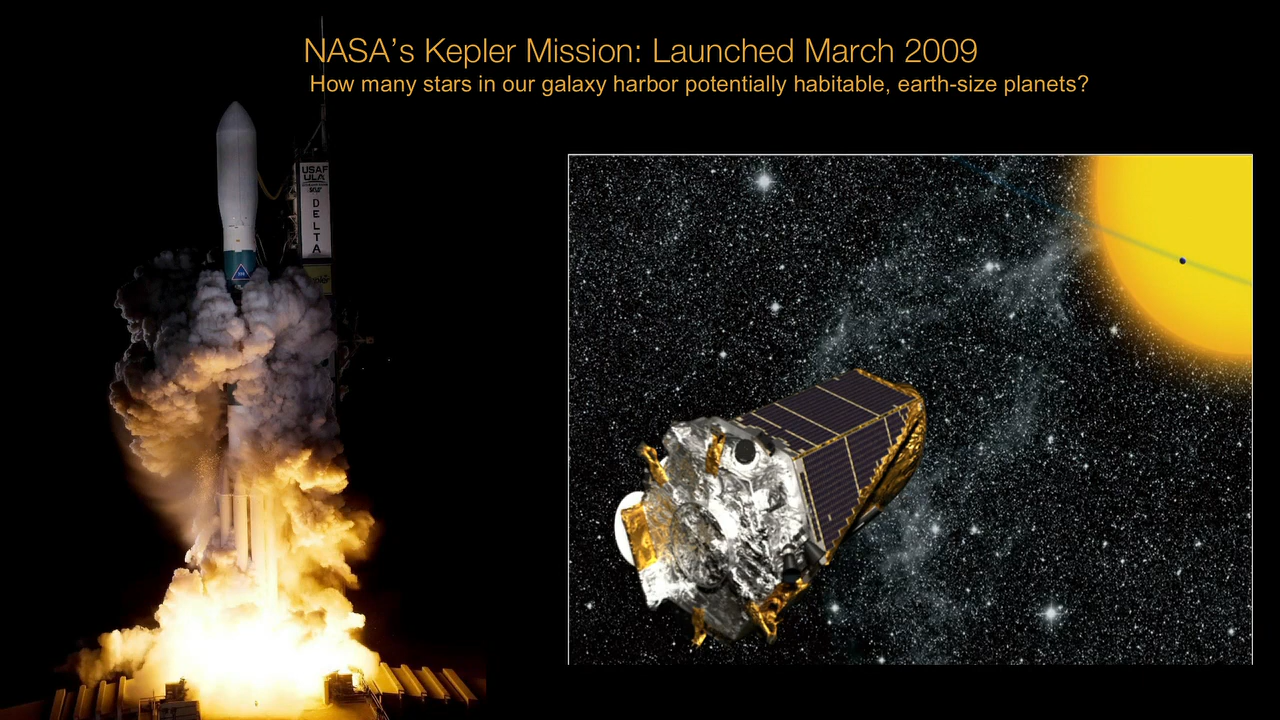 NASA’s Kepler Mission: Launched March 2009
How many stars in our galaxy harbor potentially habitable, earth-size planets?
USAF
ULA
DELTA